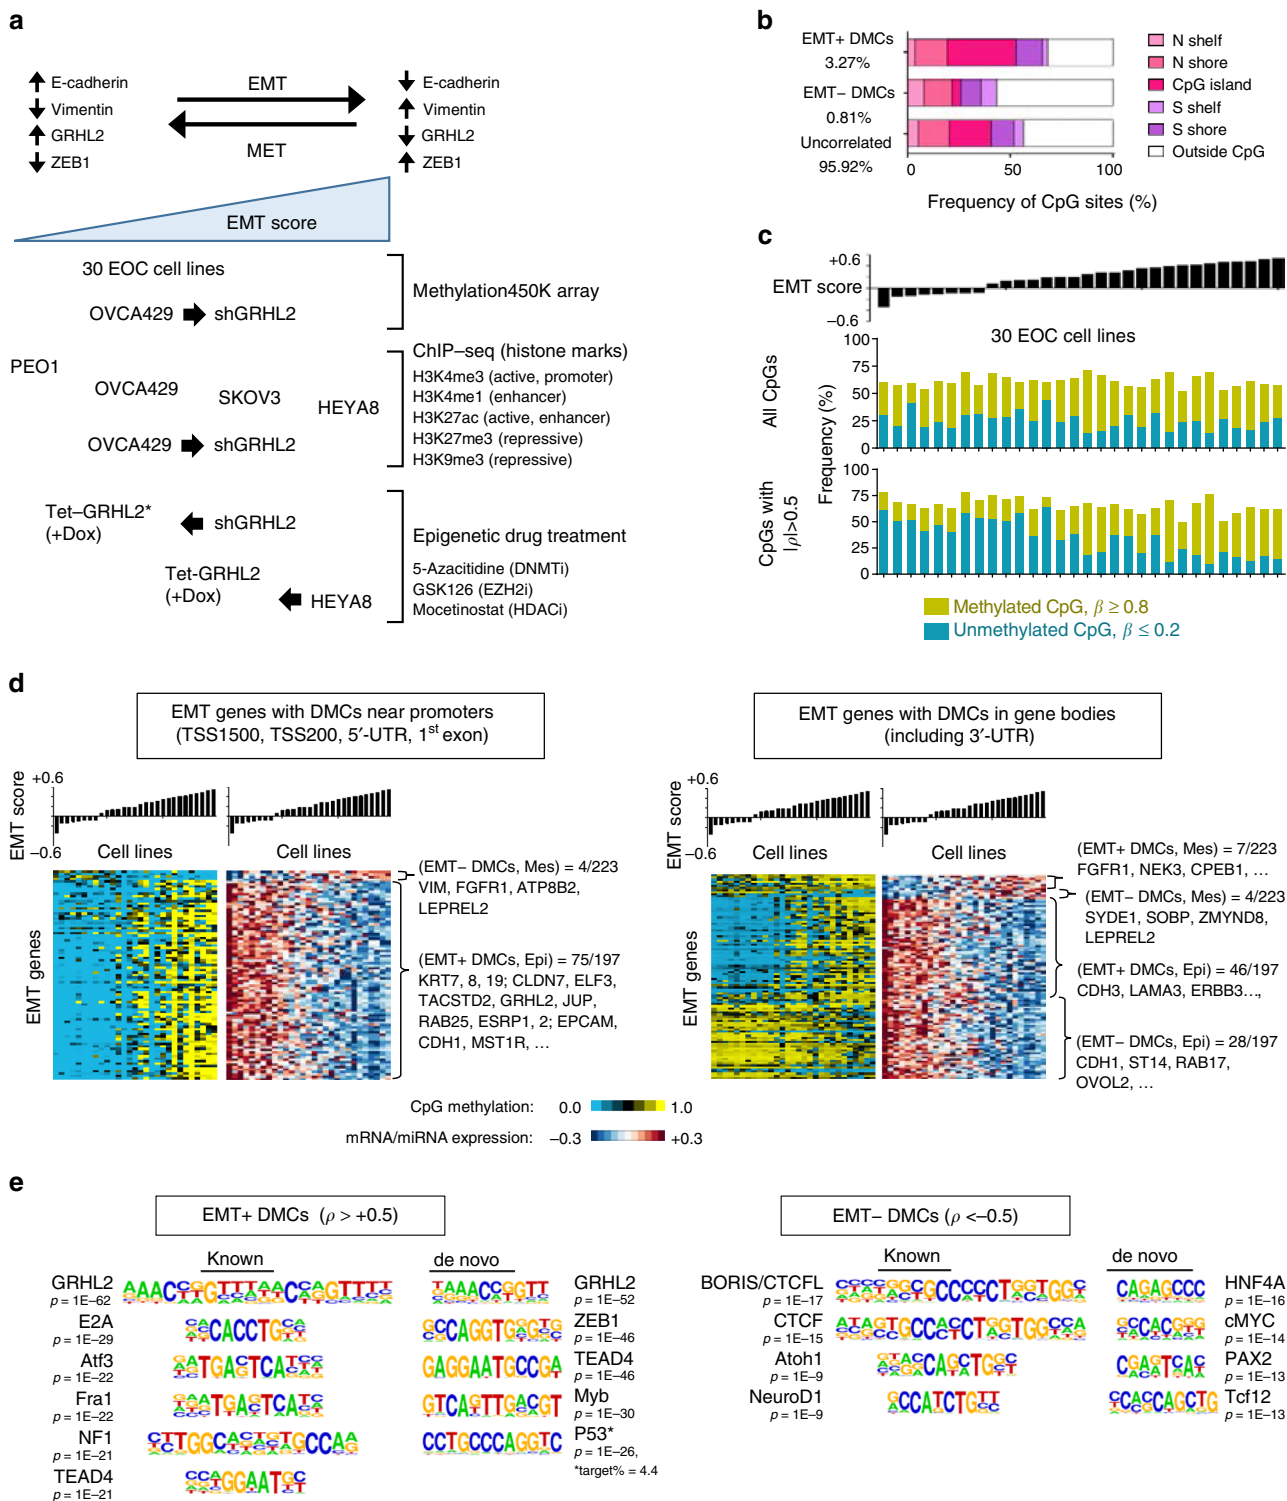 a
E-cadherin
Vimentin
GRHL2
ZEB1
EMT
MET
E-cadherin
Vimentin
GRHL2
ZEB1
EMT score
30 EOC cell lines
OVCA429 shGRHL2
Methylation450K array
PEO1
OVCA429
SKOV3
HEYA8
OVCA429 shGRHL2
ChIP–seq (histone marks)
H3K4me3 (active, promoter)
H3K4me1 (enhancer)
H3K27ac (active, enhancer)
H3K27me3 (repressive)
H3K9me3 (repressive)
Tet–GRHL2*
(+Dox)
shGRHL2
Tet-GRHL2
(+Dox)
HEYA8
Epigenetic drug treatment
5-Azacitidine (DNMTi)
GSK126 (EZH2i)
Mocetinostat (HDACi)
b
EMT+ DMCs
3.27%
EMT− DMCs
0.81%
Uncorrelated
95.92%
0 50 100
Frequency of CpG sites (%)
N shelf
N shore
CpG island
S shelf
S shore
Outside CpG
c
+0.6
EMT score
−0.6
30 EOC cell lines
All CpGs
CpGs with
|ρ|>0.5
Frequency (%)
100
75
50
25
0
100
75
50
25
0
Methylated CpG, β ≥ 0.8
Unmethylated CpG, β ≤ 0.2
d
EMT genes with DMCs near promoters
(TSS1500, TSS200, 5′-UTR, 1st exon)
+0.6
EMT score
−0.6
Cell lines
Cell lines
EMT genes
(EMT− DMCs, Mes) = 4/223
VIM, FGFR1, ATP8B2,
LEPREL2
(EMT+ DMCs, Epi) = 75/197
KRT7, 8, 19; CLDN7, ELF3,
TACSTD2, GRHL2, JUP,
RAB25, ESRP1, 2; EPCAM,
CDH1, MST1R, …
EMT genes with DMCs in gene bodies
(including 3′-UTR)
+0.6
EMT score
−0.6
Cell lines
Cell lines
EMT genes
(EMT+ DMCs, Mes) = 7/223
FGFR1, NEK3, CPEB1, …
(EMT− DMCs, Mes) = 4/223
SYDE1, SOBP, ZMYND8,
LEPREL2
(EMT+ DMCs, Epi) = 46/197
CDH3, LAMA3, ERBB3…,
(EMT− DMCs, Epi) = 28/197
CDH1, ST14, RAB17,
OVOL2, …
CpG methylation: 0.0 1.0
mRNA/miRNA expression: −0.3 +0.3
e
EMT+ DMCs (ρ > +0.5)
Known
de novo
GRHL2
p = 1E−62
E2A
p = 1E−29
Atf3
p = 1E−22
Fra1
p = 1E−22
NF1
p = 1E−21
TEAD4
p = 1E−21
GRHL2
p = 1E−52
ZEB1
p = 1E−46
TEAD4
p = 1E−46
Myb
p = 1E−30
P53*
p = 1E−26,
*target% = 4.4
EMT− DMCs (ρ <−0.5)
Known
de novo
BORIS/CTCFL
p = 1E−17
CTCF
p = 1E−15
Atoh1
p = 1E−9
NeuroD1
p = 1E−9
HNF4A
p = 1E−16
cMYC
p = 1E−14
PAX2
p = 1E−13
Tcf12
p = 1E−13